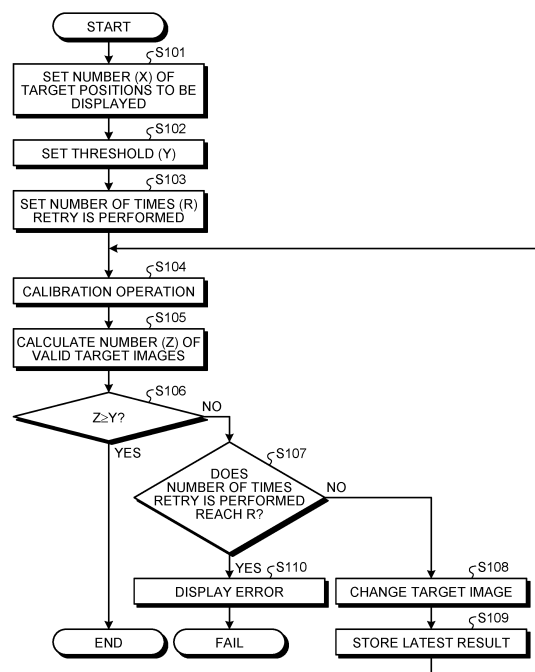 START
S101
SET NUMBER (X) OF
TARGET POSITIONS TO BE
DISPLAYED
S102
SET THRESHOLD (Y)
S103
SET NUMBER OF TIMES (R)
RETRY IS PERFORMED
S104
CALIBRATION OPERATION
S105
CALCULATE NUMBER (Z) OF
VALID TARGET IMAGES
S106
Z≥Y?
NO
YES
S107
DOES
NUMBER OF TIMES
RETRY IS PERFORMED
REACH R?
NO
YES
S110
DISPLAY ERROR
S108
CHANGE TARGET IMAGE
S109
STORE LATEST RESULT
END
FAIL